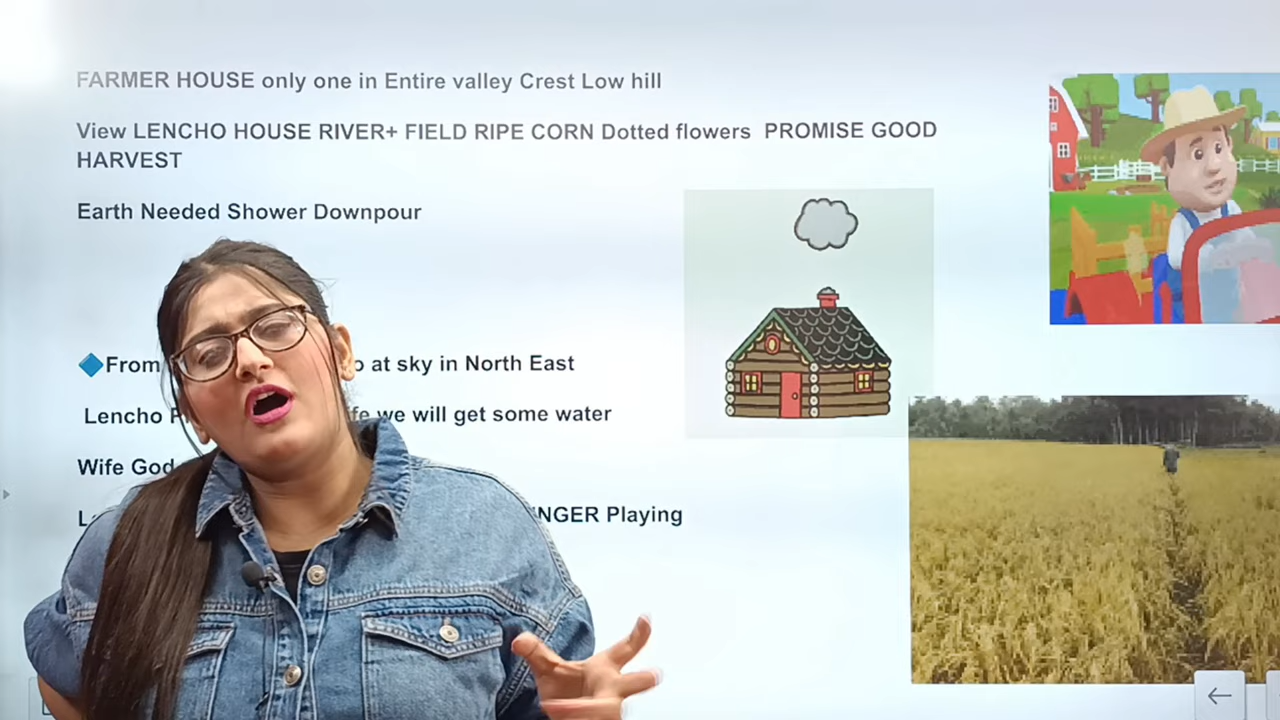 FARMER HOUSE only one in Entire valley Crest Low hill
View LENCHO HOUSE RIVER+ FIELD RIPE CORN Dotted flowers PROMISE GOOD
HARVEST
Earth Needed Shower Downpour
From at sky in North East
Lencho we will get some water
Wife God
Playing